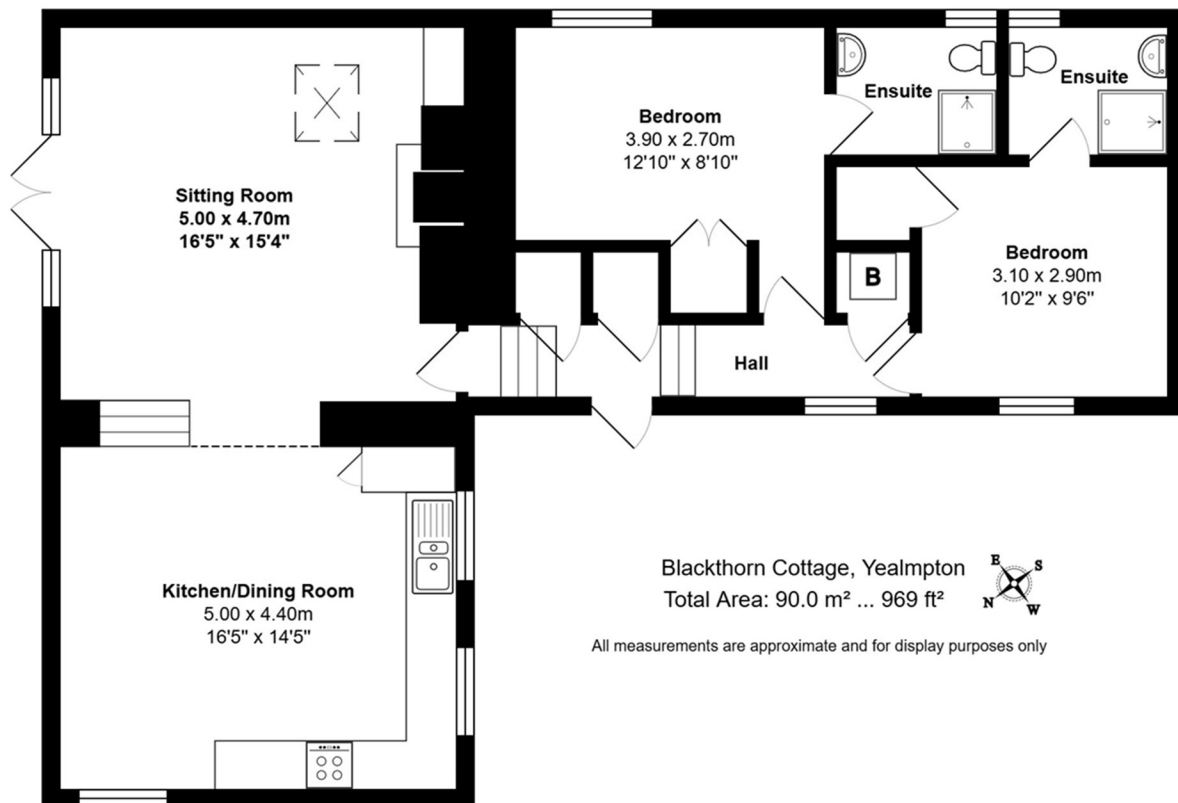 Sitting Room
5.00 x 4.70m
16'5" x 15'4"
Bedroom
3.90 x 2.70m
12'10" x 8'10"
Ensuite
Ensuite
Bedroom
3.10 x 2.90m
10'2" x 9'6"
B
Hall
Kitchen/Dining Room
5.00 x 4.40m
16'5" x 14'5"
Blackthorn Cottage, Yealmpton
Total Area: 90.0 m² ... 969 ft²
E S
N W
All measurements are approximate and for display purposes only